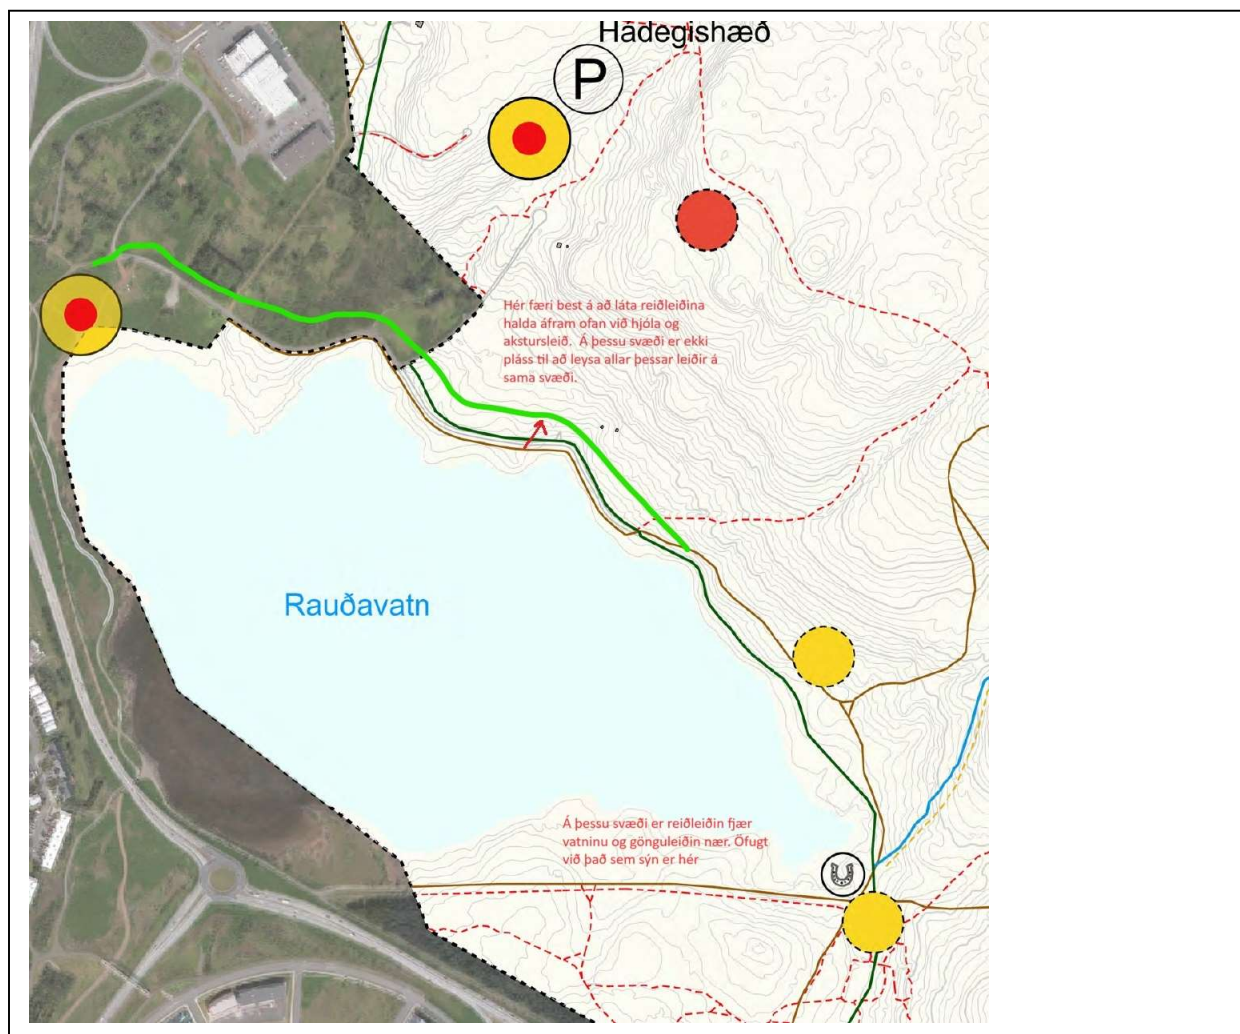 Hádegishæð
P
Hér færi best á að láta reiðleiðina
halda áfram ofan við hjóla og
akstursleið. Á þessu svæði er ekki
pláss til að leysa allar þessar leiðir á
sama svæði.
Rauðavatn
Á þessu svæði er reiðleiðin fjær
vatninu og gönguleiðin nær. Öfugt
við það sem sýn er hér